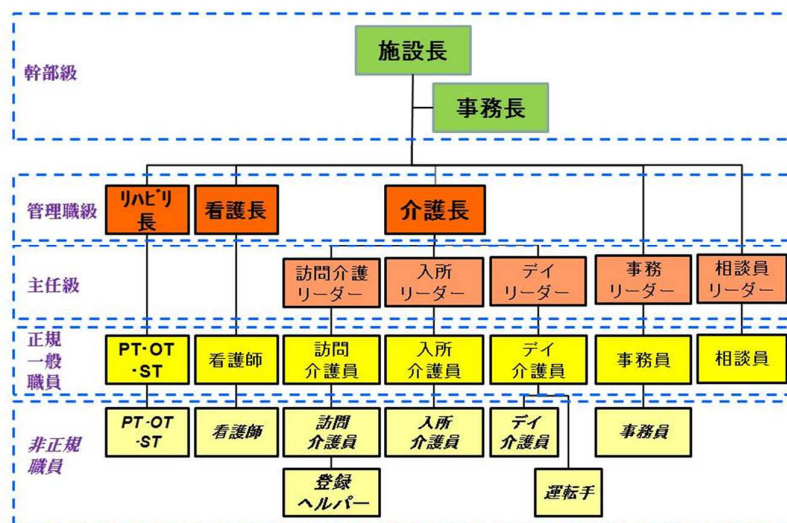 幹部級
施設長
事務長
管理職級
ﾘﾊﾋﾞﾘ
長
看護長
介護長
主任級
訪問介護
リーダー
入所
リーダー
デイ
リーダー
事務
リーダー
相談員
リーダー
正規
一般
職員
PT・OT
・ST
看護師
訪問
介護員
入所
介護員
デイ
介護員
事務員
相談員
非正規
職員
PT・OT
・ST
看護師
訪問
介護員
入所
介護員
デイ
介護員
事務員
登録
ヘルパー
運転手